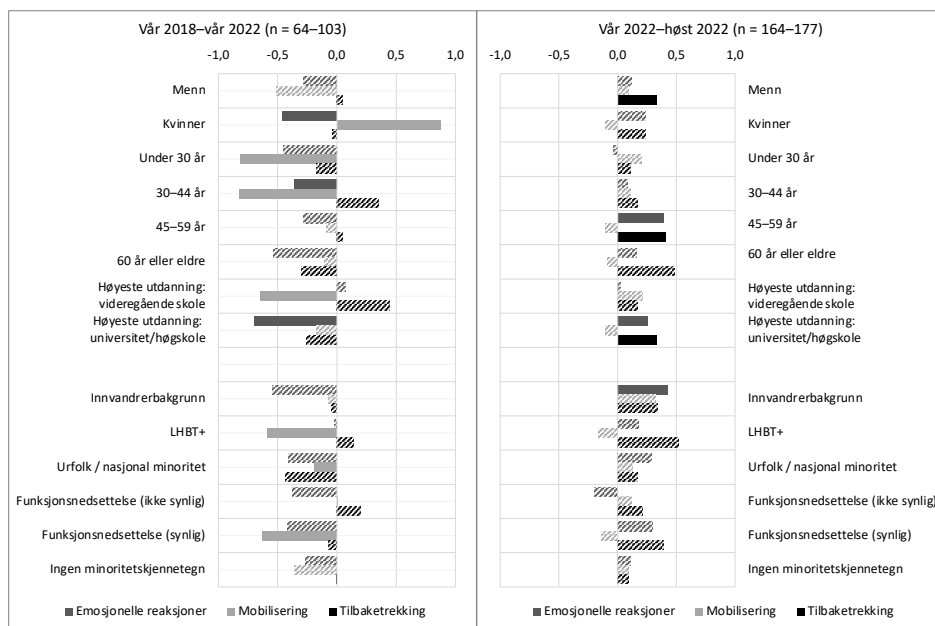 Vår 2018–vår 2022 (n = 64–103)
-1,0 -0,5 0,0 0,5 1,0
Menn
Kvinner
Under 30 år
30–44 år
45–59 år
60 år eller eldre
Høyeste utdanning:
videregående skole
Høyeste utdanning:
universitet/høgskole
Innvandrerbakgrunn
LHBT+
Urfolk / nasjonal minoritet
Funksjonsnedsettelse (ikke synlig)
Funksjonsnedsettelse (synlig)
Ingen minoritetskjennetegn
Emosjonelle reaksjoner Mobilisering Tilbaketrekking
Vår 2022–høst 2022 (n = 164–177)
-1,0 -0,5 0,0 0,5 1,0
Menn
Kvinner
Under 30 år
30–44 år
45–59 år
60 år eller eldre
Høyeste utdanning:
videregående skole
Høyeste utdanning:
universitet/høgskole
Innvandrerbakgrunn
LHBT+
Urfolk / nasjonal minoritet
Funksjonsnedsettelse (ikke synlig)
Funksjonsnedsettelse (synlig)
Ingen minoritetskjennetegn
Emosjonelle reaksjoner Mobilisering Tilbaketrekking